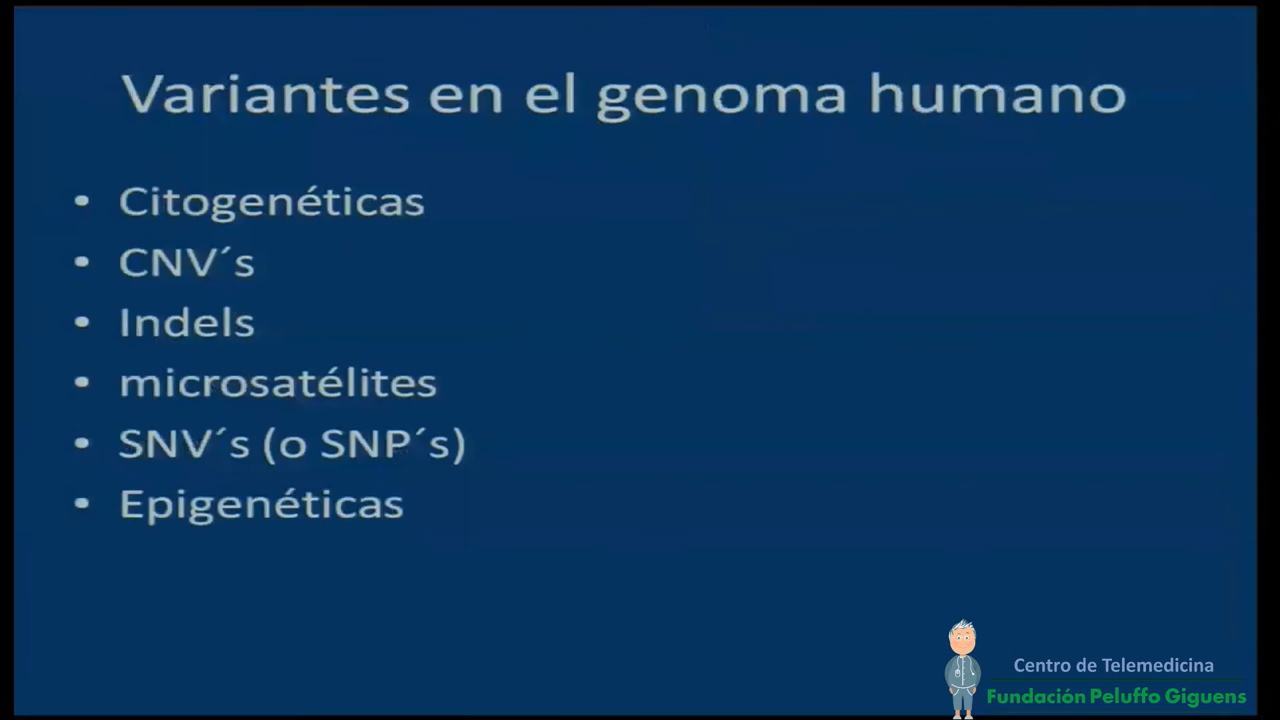 Variantes en el genoma humano
• Citogenéticas
• CNV´s
• Indels
• microsatélites
• SNV´s (o SNP´s)
• Epigenéticas
Centro de Telemedicina
Fundación Peluffo Giguens